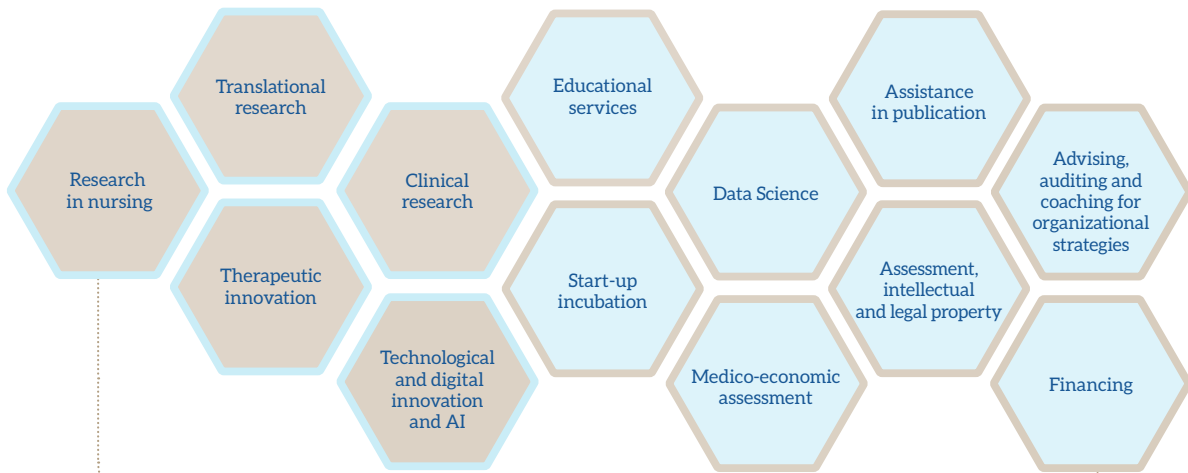 Translational
research
Educational
services
Assistance
in publication
Research
in nursing
Clinical
research
Data Science
Advising,
auditing and
coaching for
organizational
strategies
Therapeutic
innovation
Start-up
incubation
Assessment,
intellectual
and legal property
Technological
and digital
innovation
and AI
Medico-economic
assessment
Financing